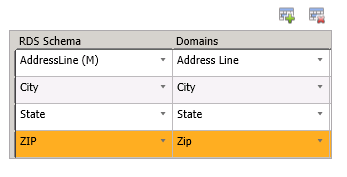 RDS Schema Domains
AddressLine (M) Address Line
City City
State State
ZIP Zip